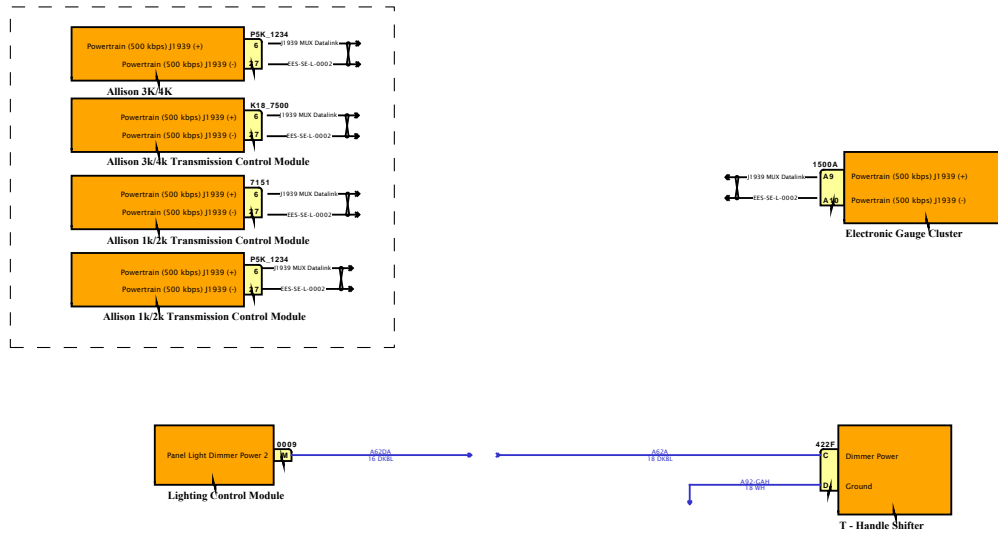 P5K_1234
Powertrain (500 kbps) J1939 (+)
6
J1939 MUX Datalink
Powertrain (500 kbps) J1939 (-)
27
EES-SE-L-0002
Allison 3K/4K
K18_7500
Powertrain (500 kbps) J1939 (+)
6
J1939 MUX Datalink
Powertrain (500 kbps) J1939 (-)
27
EES-SE-L-0002
Allison 3k/4k Transmission Control Module
7151
Powertrain (500 kbps) J1939 (+)
6
J1939 MUX Datalink
Powertrain (500 kbps) J1939 (-)
27
EES-SE-L-0002
Allison 1k/2k Transmission Control Module
P5K_1234
Powertrain (500 kbps) J1939 (+)
6
J1939 MUX Datalink
Powertrain (500 kbps) J1939 (-)
27
EES-SE-L-0002
Allison 1k/2k Transmission Control Module
1500A
J1939 MUX Datalink
A9
Powertrain (500 kbps) J1939 (+)
EES-SE-L-0002
A10
Powertrain (500 kbps) J1939 (-)
Electronic Gauge Cluster
0009
Panel Light Dimmer Power 2
M
A62DA
16 DKBL
Lighting Control Module
422F
A62A
18 DKBL
C
Dimmer Power
A92-GAH
18 WH
D
Ground
T - Handle Shifter